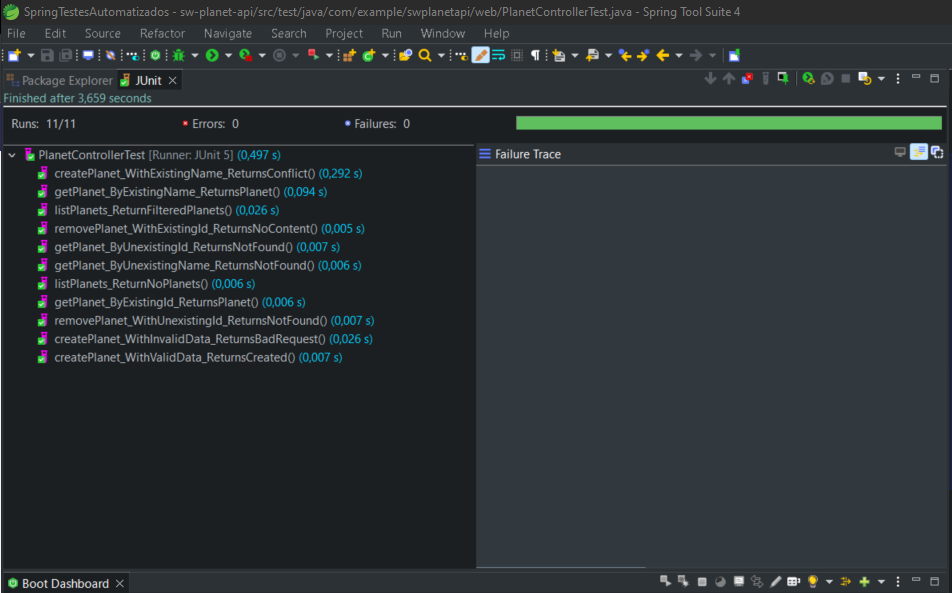 SpringTestesAutomatizados - sw-planet-api/src/test/java/com/example/swplanetapi/web/PlanetControllerTest.java - Spring Tool Suite 4
File Edit Source Refactor Navigate Search Project Run Window Help
Package Explorer JUnit
Finished after 3,659 seconds
Runs: 11/11 Errors: 0 Failures: 0
PlanetControllerTest [Runner: JUnit 5] (0,497 s)
Failure Trace
createPlanet_WithExistingName_ReturnsConflict() (0,292 s)
getPlanet_ByExistingName_ReturnsPlanet() (0,094 s)
listPlanets_ReturnFilteredPlanets() (0,026 s)
removePlanet_WithExistingId_ReturnsNoContent() (0,005 s)
getPlanet_ByUnexistingId_ReturnsNotFound() (0,007 s)
getPlanet_ByUnexistingName_ReturnsNotFound() (0,006 s)
listPlanets_ReturnNoPlanets() (0,006 s)
getPlanet_ByExistingId_ReturnsPlanet() (0,006 s)
removePlanet_WithUnexistingId_ReturnsNotFound() (0,007 s)
createPlanet_WithInvalidData_ReturnsBadRequest() (0,026 s)
createPlanet_WithValidData_ReturnsCreated() (0,007 s)
Boot Dashboard